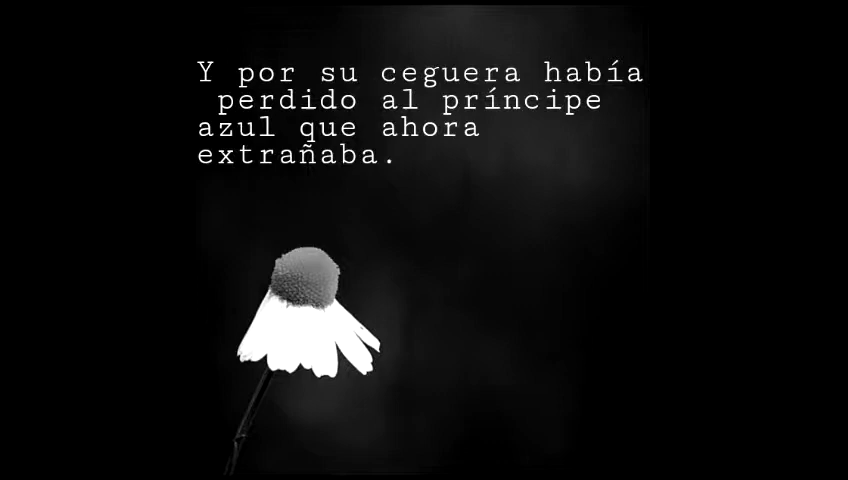 Y por su ceguera había
perdido al príncipe
azul que ahora
extrañaba.